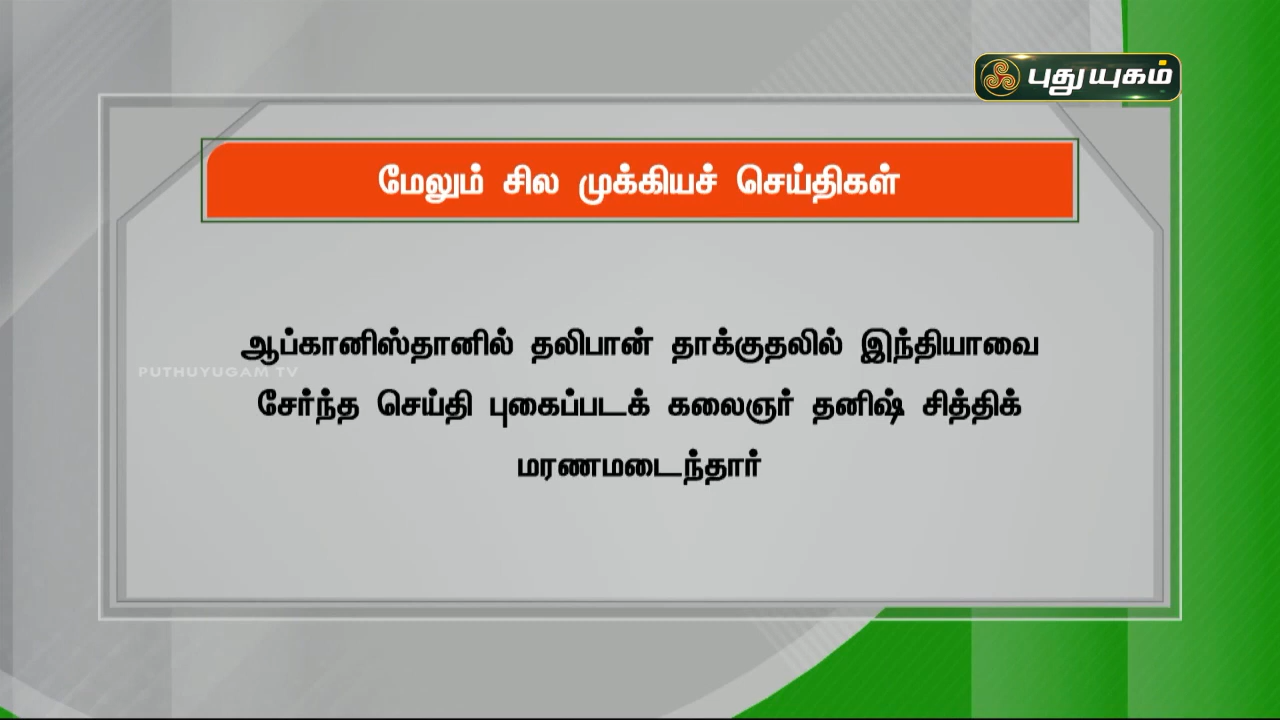 புதுயுகம்
மேலும் சில முக்கியச் செய்திகள்
ஆப்கானிஸ்தானில் தலிபான் தாக்குதலில் இந்தியாவை
PUTHUYUGAM TV
சேர்ந்த செய்தி புகைப்படக் கலைஞர் தனிஷ் சித்திக்
மரணமடைந்தார்